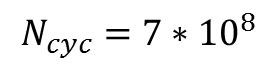 N_cyc = 7 * 10^8